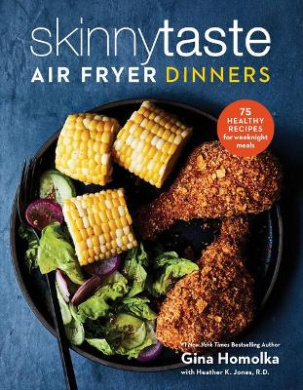 skinnytaste
AIR FRYER DINNERS
75
HEALTHY
RECIPES
for weeknight
meals
#1 New York Times Bestselling Author
Gina Homolka
with Heather K. Jones, R.D.